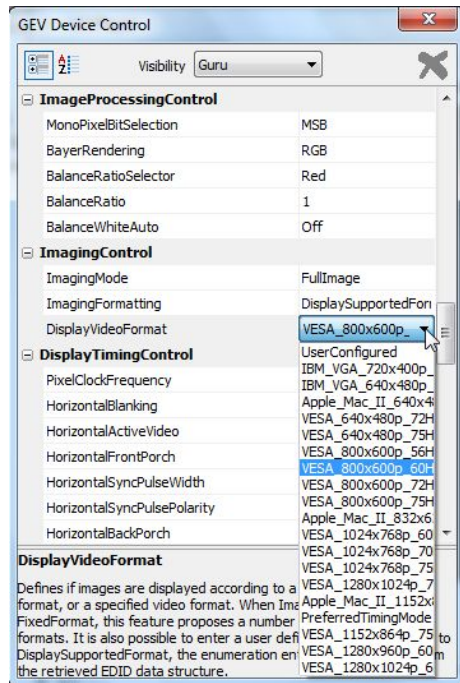 GEV Device Control
Visibility Guru
ImageProcessingControl
MonoPixelBitSelection MSB
BayerRendering RGB
BalanceRatioSelector Red
BalanceRatio 1
BalanceWhiteAuto Off
ImagingControl
ImagingMode FullImage
ImagingFormatting DisplaySupportedFor
DisplayVideoFormat VESA_800x600p_
DisplayTimingControl
PixelClockFrequency
HorizontalBlanking
HorizontalActiveVideo
HorizontalFrontPorch
HorizontalSyncPulseWidth
HorizontalSyncPulsePolarity
HorizontalBackPorch
UserConfigured
IBM_VGA_720x400p_
IBM_VGA_640x480p_
Apple_Mac_II_640x4
VESA_640x480p_72H
VESA_640x480p_75H
VESA_800x600p_56H
VESA_800x600p_60H
VESA_800x600p_72H
VESA_800x600p_75H
Apple_Mac_II_832x6
VESA_1024x768p_60
VESA_1024x768p_70
VESA_1024x768p_75
VESA_1280x1024p_7
Apple_Mac_II_1152x
PreferredTimingMode
VESA_1152x864p_75
VESA_1280x960p_60
VESA_1280x1024p_6
DisplayVideoFormat
Defines if images are displayed according to a
format, or a specified video format. When Ima
FixedFormat, this feature proposes a number
formats. It is also possible to enter a user defi to
DisplaySupportedFormat, the enumeration en m
the retrieved EDID data structure.